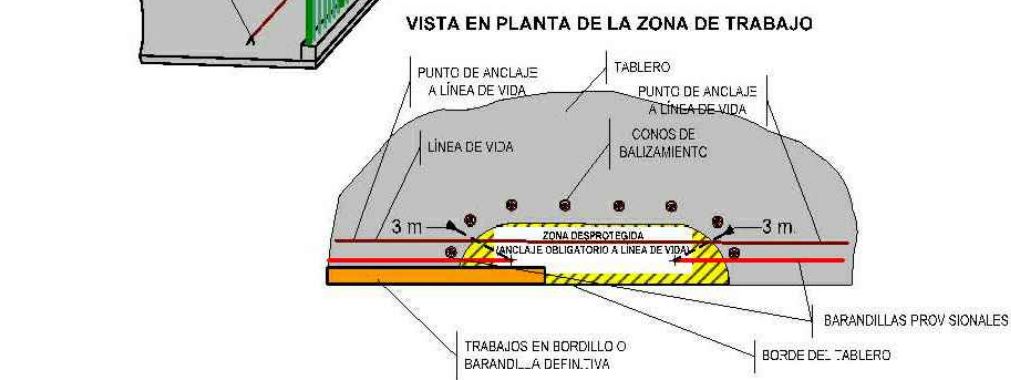 VISTA EN PLANTA DE LA ZONA DE TRABAJO
PUNTO DE ANCLAJE
A LÍNEA DE VIDA
TABLERO
PUNTO DE ANCLAJE
A LÍNEA DE VIDA
LÍNEA DE VIDA
CONOS DE
BALIZAMIENTO
3 m
ZONA DESPROTEGIDA
(ANCLAJE OBLIGATORIO A LINEA DE VIDA)
3 m.
BARANDILLAS PROVISIONALES
TRABAJOS EN BORDILLO O
BARANDILLA DEFINITIVA
BORDE DEL TABLERO